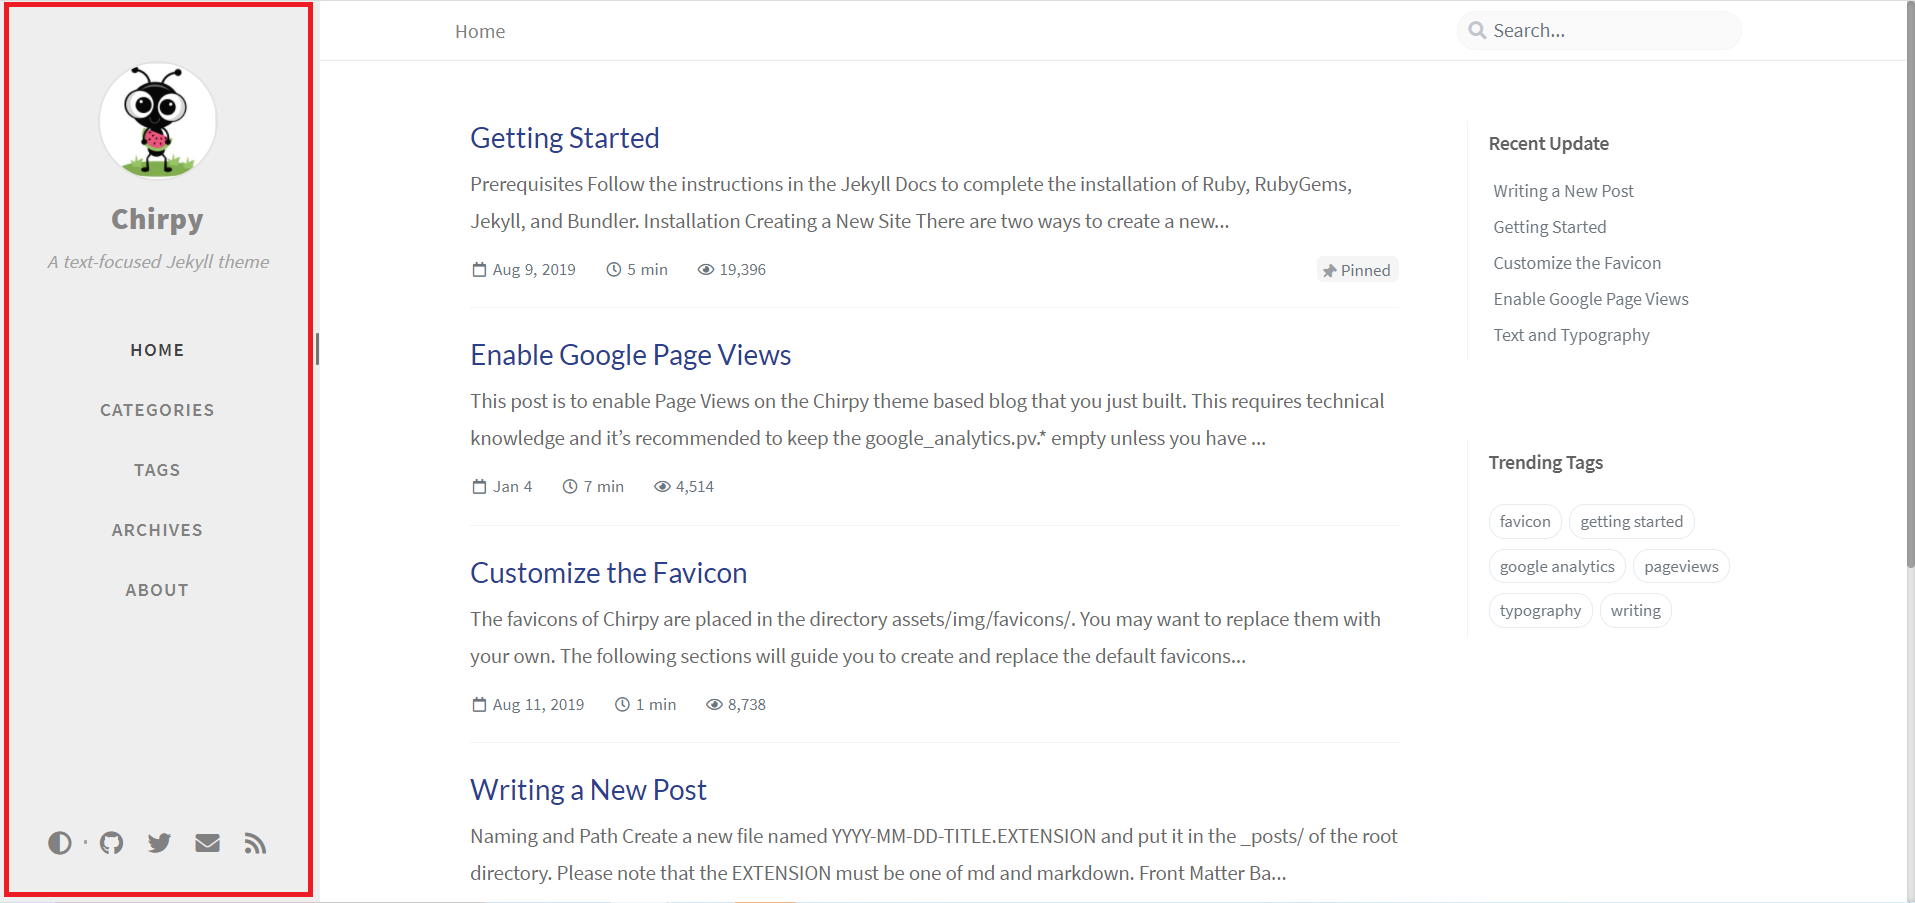 Chirpy
A text-focused Jekyll theme
HOME
CATEGORIES
TAGS
ARCHIVES
ABOUT
Home
Search...
Getting Started
Prerequisites Follow the instructions in the Jekyll Docs to complete the installation of Ruby, RubyGems,
Jekyll, and Bundler. Installation Creating a New Site There are two ways to create a new...
Aug 9, 2019 5 min 19,396 Pinned
Enable Google Page Views
This post is to enable Page Views on the Chirpy theme based blog that you just built. This requires technical
knowledge and it’s recommended to keep the google_analytics.pv.* empty unless you have ...
Jan 4 7 min 4,514
Customize the Favicon
The favicons of Chirpy are placed in the directory assets/img/favicons/. You may want to replace them with
your own. The following sections will guide you to create and replace the default favicons...
Aug 11, 2019 1 min 8,738
Writing a New Post
Naming and Path Create a new file named YYYY-MM-DD-TITLE.EXTENSION and put it in the _posts/ of the root
directory. Please note that the EXTENSION must be one of md and markdown. Front Matter Ba...
Recent Update
Writing a New Post
Getting Started
Customize the Favicon
Enable Google Page Views
Text and Typography
Trending Tags
favicon getting started
google analytics pageviews
typography writing